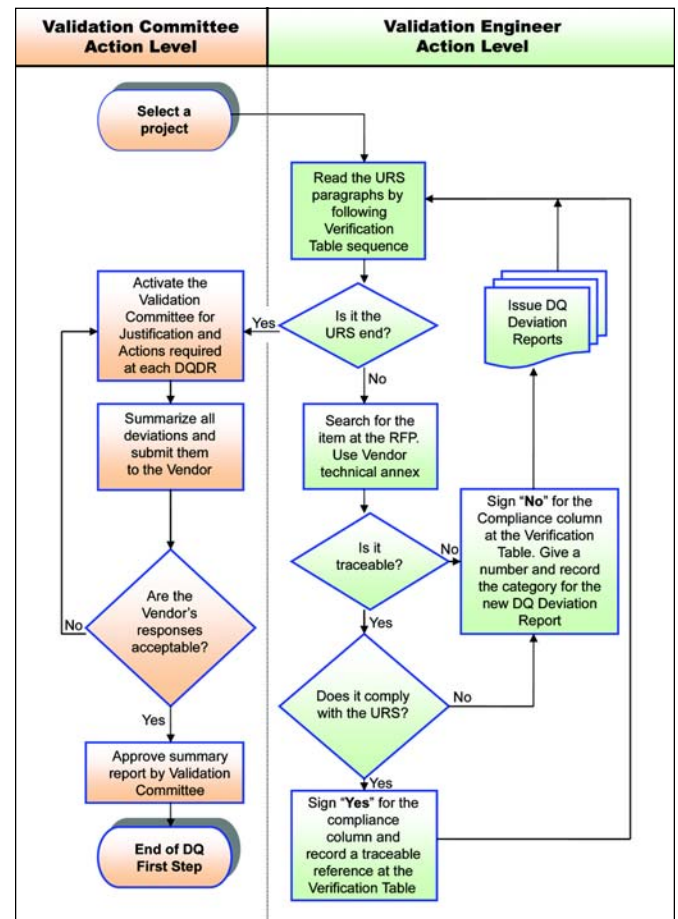 Validation Committee
Action Level
Validation Engineer
Action Level
Select a
project
Read the URS
paragraphs by
following
Verification
Table sequence
Activate the
Validation
Committee for
Justification and
Actions required
at each DQDR
Yes
Is it the
URS end?
Issue DQ
Deviation
Reports
No
Summarize all
deviations and
submit them
to the Vendor
Search for the
item at the RFP.
Use Vendor
technical annex
Sign “No” for the
Compliance column
at the Verification
Table. Give a
number and record
the category for the
new DQ Deviation
Report
Is it
traceable?
No
Are the
Vendor’s
responses
acceptable?
No
Yes
Does it comply
with the URS?
No
Yes
Approve summary
report by Validation
Committee
Yes
Sign “Yes” for the
compliance column
and record a traceable
reference at the
Verification Table
End of DQ
First Step